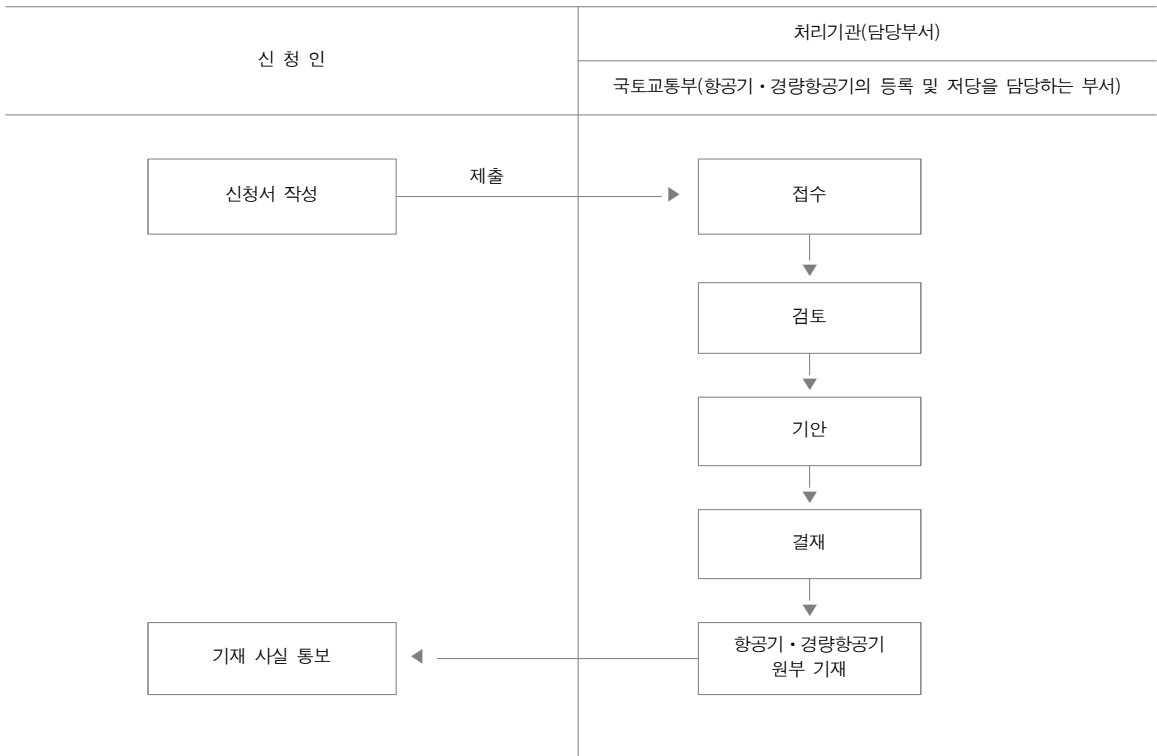 신 청 인
처리기관(담당부서)
국토교통부(항공기・경량항공기의 등록 및 저당을 담당하는 부서)
신청서 작성
제출
접수
검토
기안
결재
항공기・경량항공기
원부 기재
기재 사실 통보